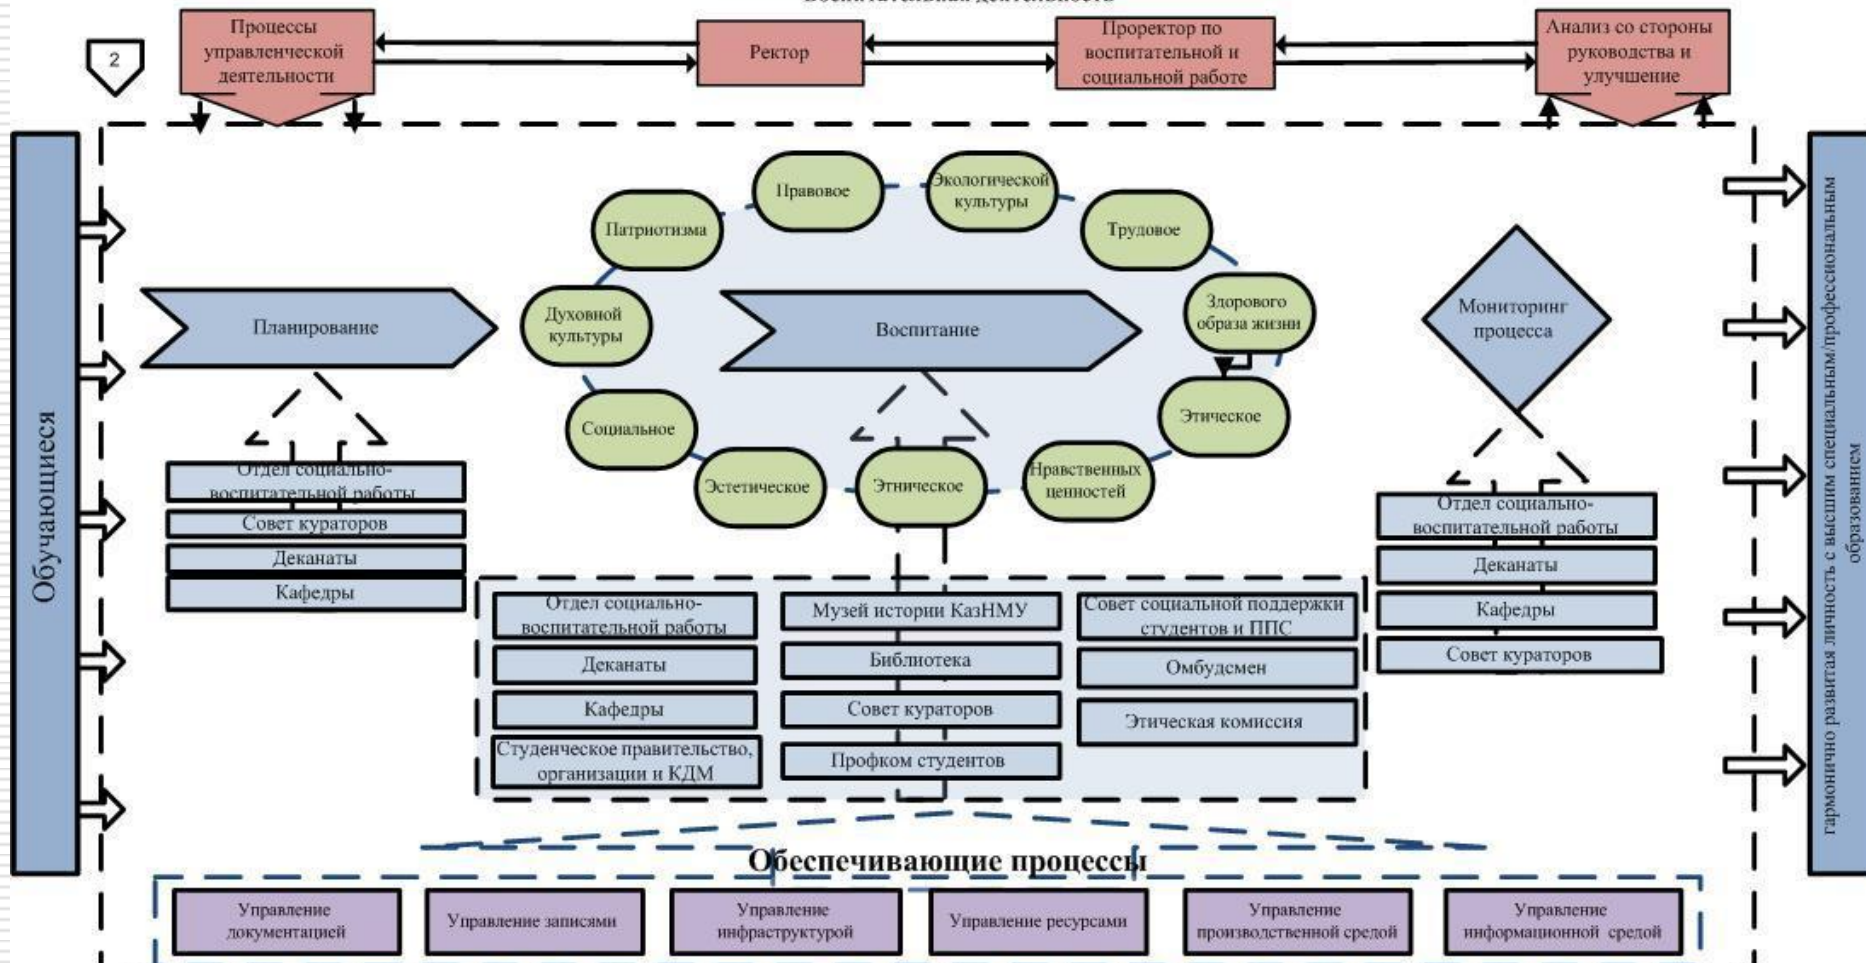 Воспитательная деятельность
2
Процессы
управленческой
деятельности
Ректор
Проректор по
воспитательной и
социальной работе
Анализ со стороны
руководства и
улучшение
Обучающиеся
Планирование
Отдел социально-
воспитательной работы
Совет кураторов
Деканаты
Кафедры
Правовое
Экологической
культуры
Патриотизма
Трудовое
Духовной
культуры
Воспитание
Здорового
образа жизни
Социальное
Этическое
Эстетическое
Этническое
Нравственных
ценностей
Мониторинг
процесса
Отдел социально-
воспитательной работы
Деканаты
Кафедры
Совет кураторов
Отдел социально-
воспитательной работы
Деканаты
Кафедры
Студенческое правительство,
организации и КДМ
Музей истории КазНМУ
Библиотека
Совет кураторов
Профком студентов
Совет социальной поддержки
студентов и ППС
Омбудсмен
Этическая комиссия
гармонично развитая личность с высшим специальным/профессиональным
образованием
Обеспечивающие процессы
Управление
документацией
Управление записями
Управление
инфраструктурой
Управление ресурсами
Управление
производственной средой
Управление
информационной средой